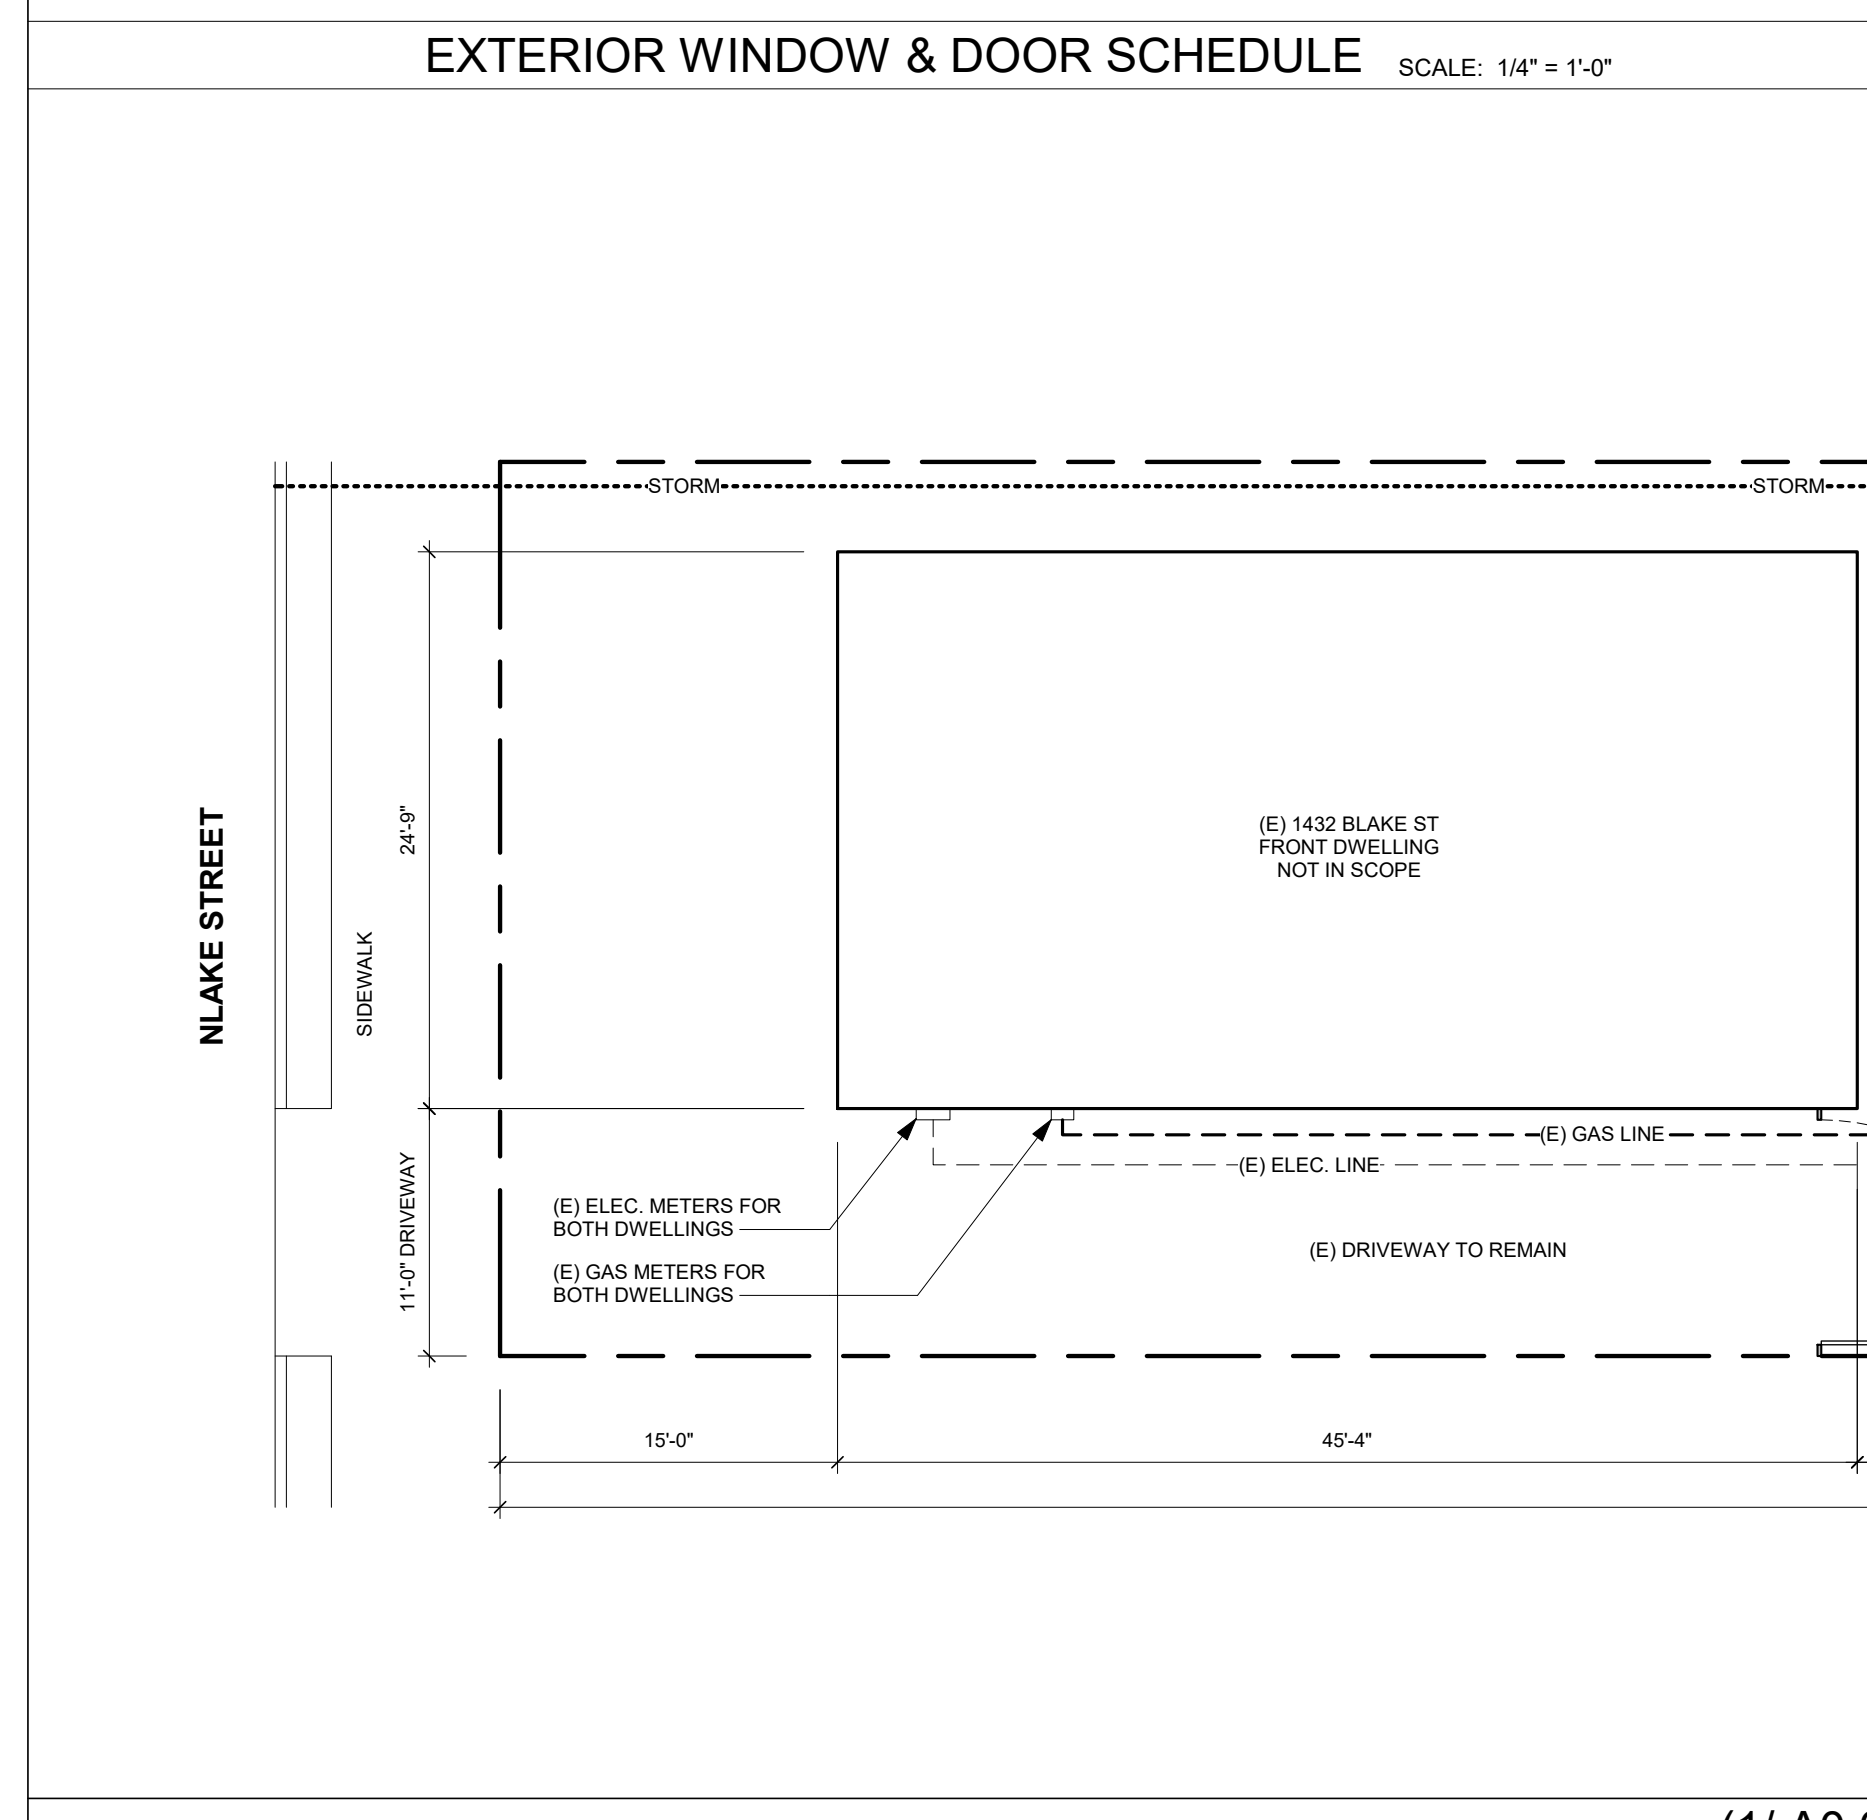 EXTERIOR WINDOW & DOOR SCHEDULE SCALE: 1/4" = 1'-0"
STORM STORM
24'-9"
NLAKE STREET
SIDEWALK
(E) 1432 BLAKE ST
FRONT DWELLING
NOT IN SCOPE
(E) GAS LINE
(E) ELEC. LINE
11'-0" DRIVEWAY
(E) ELEC. METERS FOR
BOTH DWELLINGS
(E) DRIVEWAY TO REMAIN
(E) GAS METERS FOR
BOTH DWELLINGS
15'-0" 45'-4"